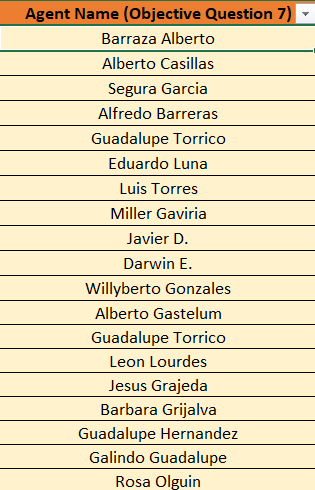 Agent Name (Objective Question 7)
Barraza Alberto
Alberto Casillas
Segura Garcia
Alfredo Barreras
Guadalupe Torrico
Eduardo Luna
Luis Torres
Miller Gaviria
Javier D.
Darwin E.
Willyberto Gonzales
Alberto Gastelum
Guadalupe Torrico
Leon Lourdes
Jesus Grajeda
Barbara Grijalva
Guadalupe Hernandez
Galindo Guadalupe
Rosa Olguin